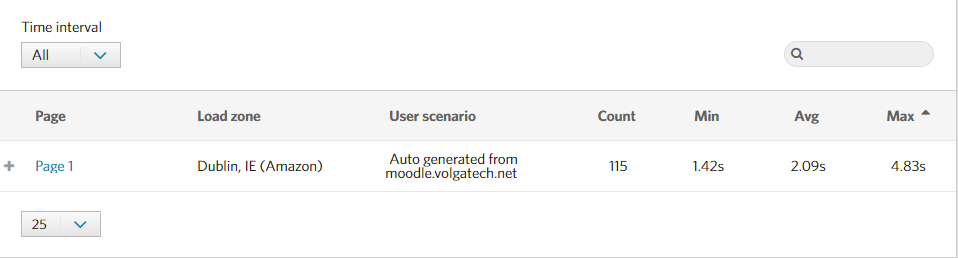 Time interval
All
Page Load zone User scenario Count Min Avg Max
Page 1 Dublin, IE (Amazon) Auto generated from 115 1.42s 2.09s 4.83s
moodle.volgatech.net
25